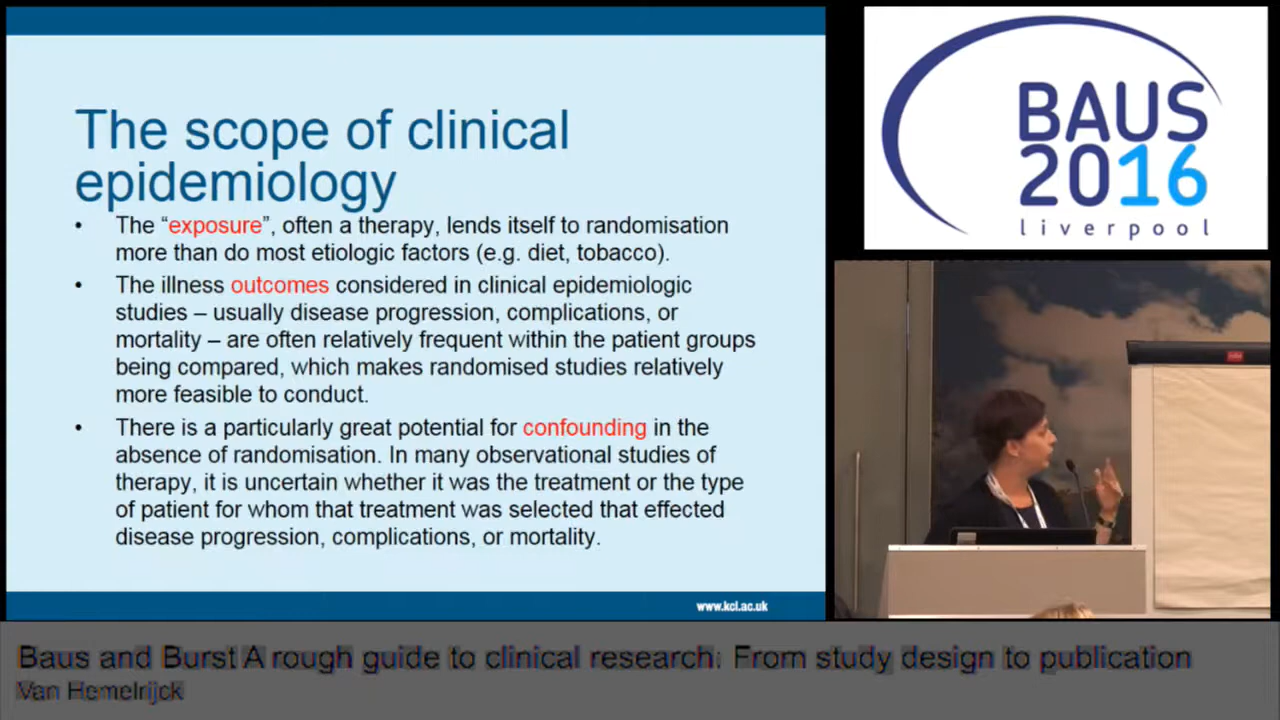 The scope of clinical
epidemiology
• The “exposure”, often a therapy, lends itself to randomisation
more than do most etiologic factors (e.g. diet, tobacco).
• The illness outcomes considered in clinical epidemiologic
studies – usually disease progression, complications, or
mortality – are often relatively frequent within the patient groups
being compared, which makes randomised studies relatively
more feasible to conduct.
• There is a particularly great potential for confounding in the
absence of randomisation. In many observational studies of
therapy, it is uncertain whether it was the treatment or the type
of patient for whom that treatment was selected that effected
disease progression, complications, or mortality.
www.kcl.ac.uk
BAUS
2016
liverpool
Baus and Burst A rough guide to clinical research: From study design to publication
Van Hemelrijck